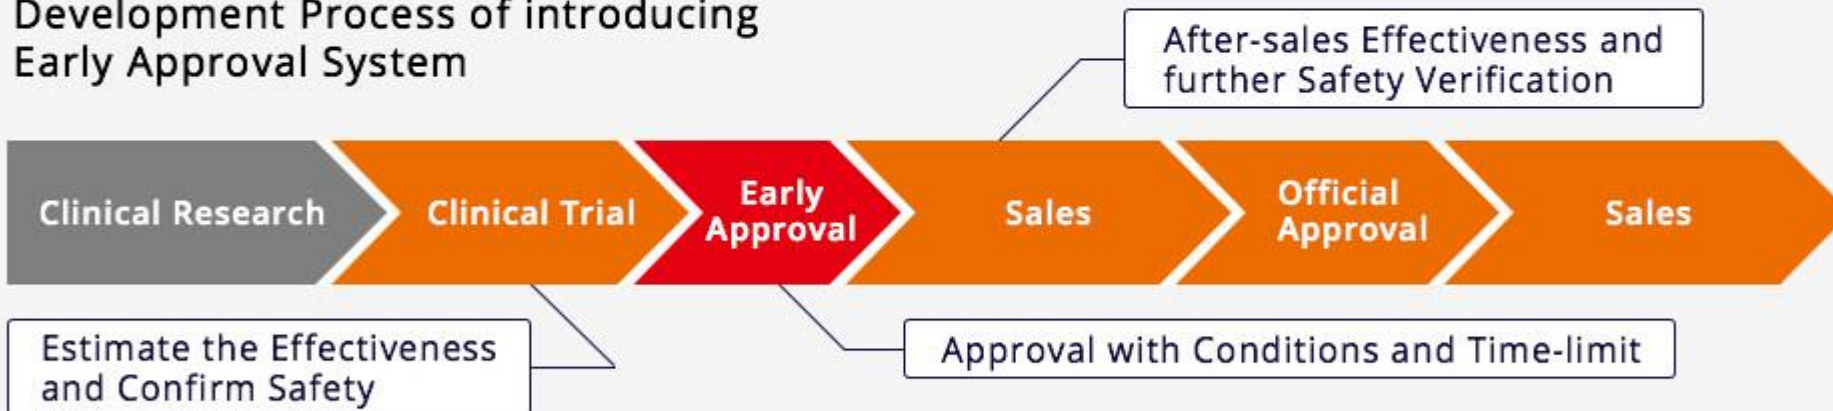 Development Process of introducing
Early Approval System
After-sales Effectiveness and
further Safety Verification
Clinical Research
Clinical Trial
Early
Approval
Sales
Official
Approval
Sales
Estimate the Effectiveness
and Confirm Safety
Approval with Conditions and Time-limit